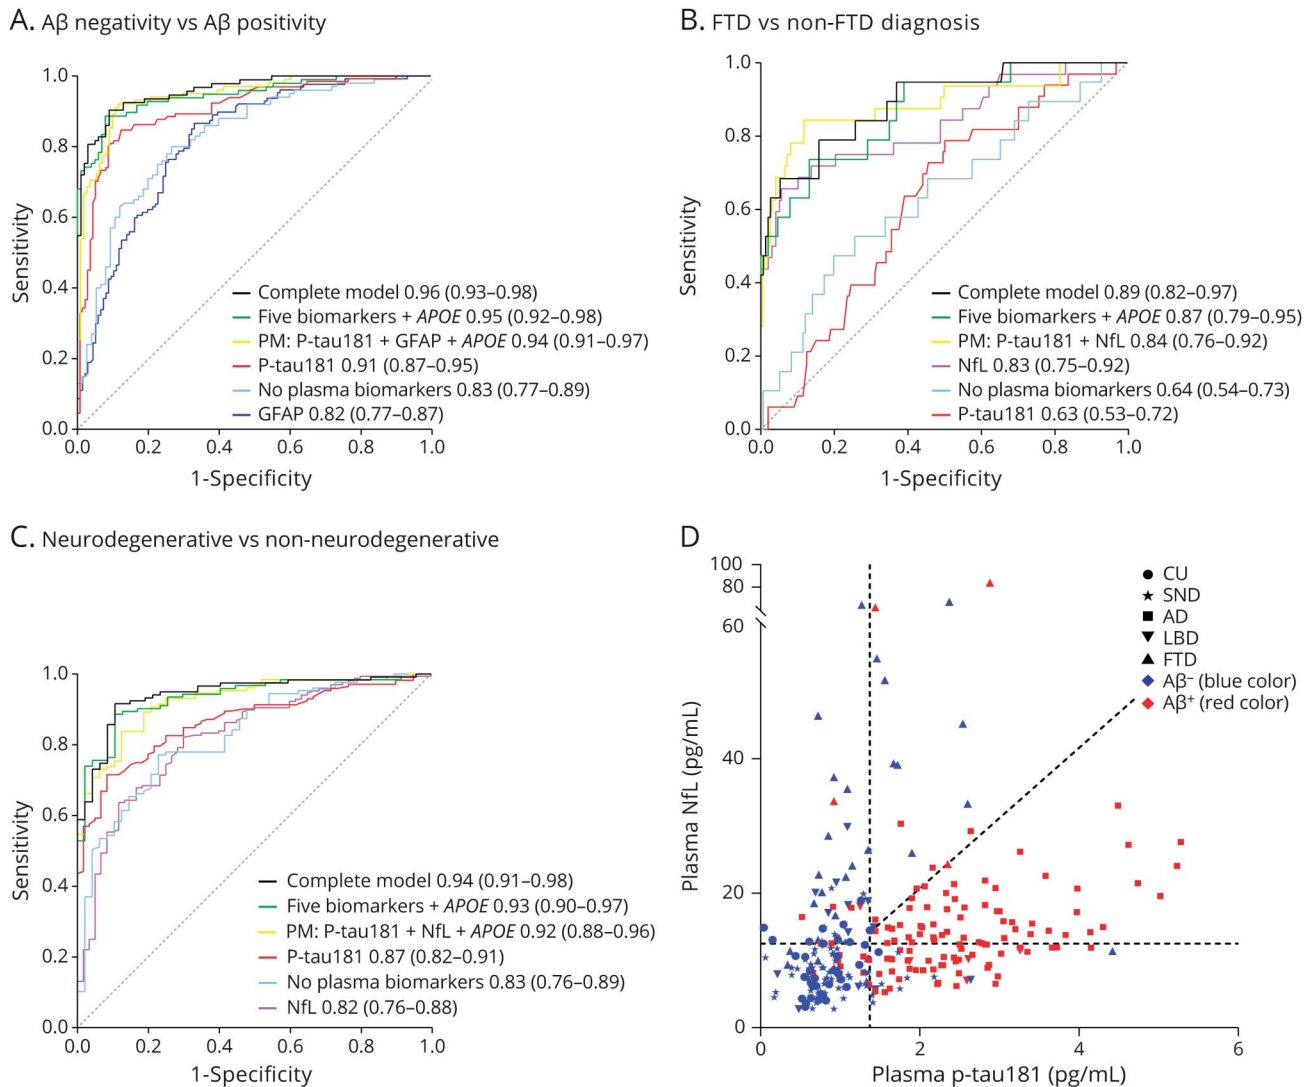 A. Aβ negativity vs Aβ positivity
1.0
0.8
0.6
0.4
0.2
0.0
Sensitivity
Complete model 0.96 (0.93–0.98)
Five biomarkers + APOE 0.95 (0.92–0.98)
PM: P-tau181 + GFAP + APOE 0.94 (0.91–0.97)
P-tau181 0.91 (0.87–0.95)
No plasma biomarkers 0.83 (0.77–0.89)
GFAP 0.82 (0.77–0.87)
0.0 0.2 0.4 0.6 0.8 1.0
1-Specificity
B. FTD vs non-FTD diagnosis
1.0
0.8
0.6
0.4
0.2
0.0
Sensitivity
Complete model 0.89 (0.82–0.97)
Five biomarkers + APOE 0.87 (0.79–0.95)
PM: P-tau181 + NfL 0.84 (0.76–0.92)
NfL 0.83 (0.75–0.92)
No plasma biomarkers 0.64 (0.54–0.73)
P-tau181 0.63 (0.53–0.72)
0.0 0.2 0.4 0.6 0.8 1.0
1-Specificity
C. Neurodegenerative vs non-neurodegenerative
1.0
0.8
0.6
0.4
0.2
0.0
Sensitivity
Complete model 0.94 (0.91–0.98)
Five biomarkers + APOE 0.93 (0.90–0.97)
PM: P-tau181 + NfL + APOE 0.92 (0.88–0.96)
P-tau181 0.87 (0.82–0.91)
No plasma biomarkers 0.83 (0.76–0.89)
NfL 0.82 (0.76–0.88)
0.0 0.2 0.4 0.6 0.8 1.0
1-Specificity
D
100
80
60
40
20
0
Plasma NfL (pg/mL)
CU
SND
AD
LBD
FTD
Aβ⁻ (blue color)
Aβ⁺ (red color)
0 2 4 6
Plasma p-tau181 (pg/mL)